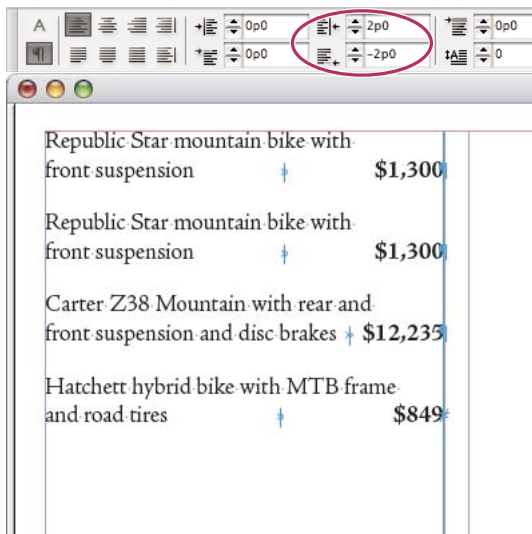 A 0p0 2p0 0p0
¶ 0p0 -2p0 0
Republic Star mountain bike with
front suspension $1,300
Republic Star mountain bike with
front suspension $1,300
Carter Z38 Mountain with rear and
front suspension and disc brakes $12,235
Hatchett hybrid bike with MTB frame
and road tires $849